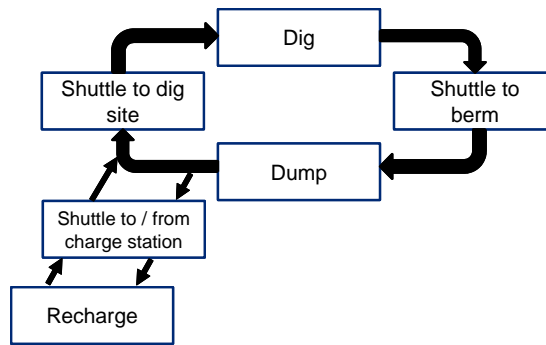 Dig
Shuttle to dig
site
Shuttle to
berm
Dump
Shuttle to / from
charge station
Recharge